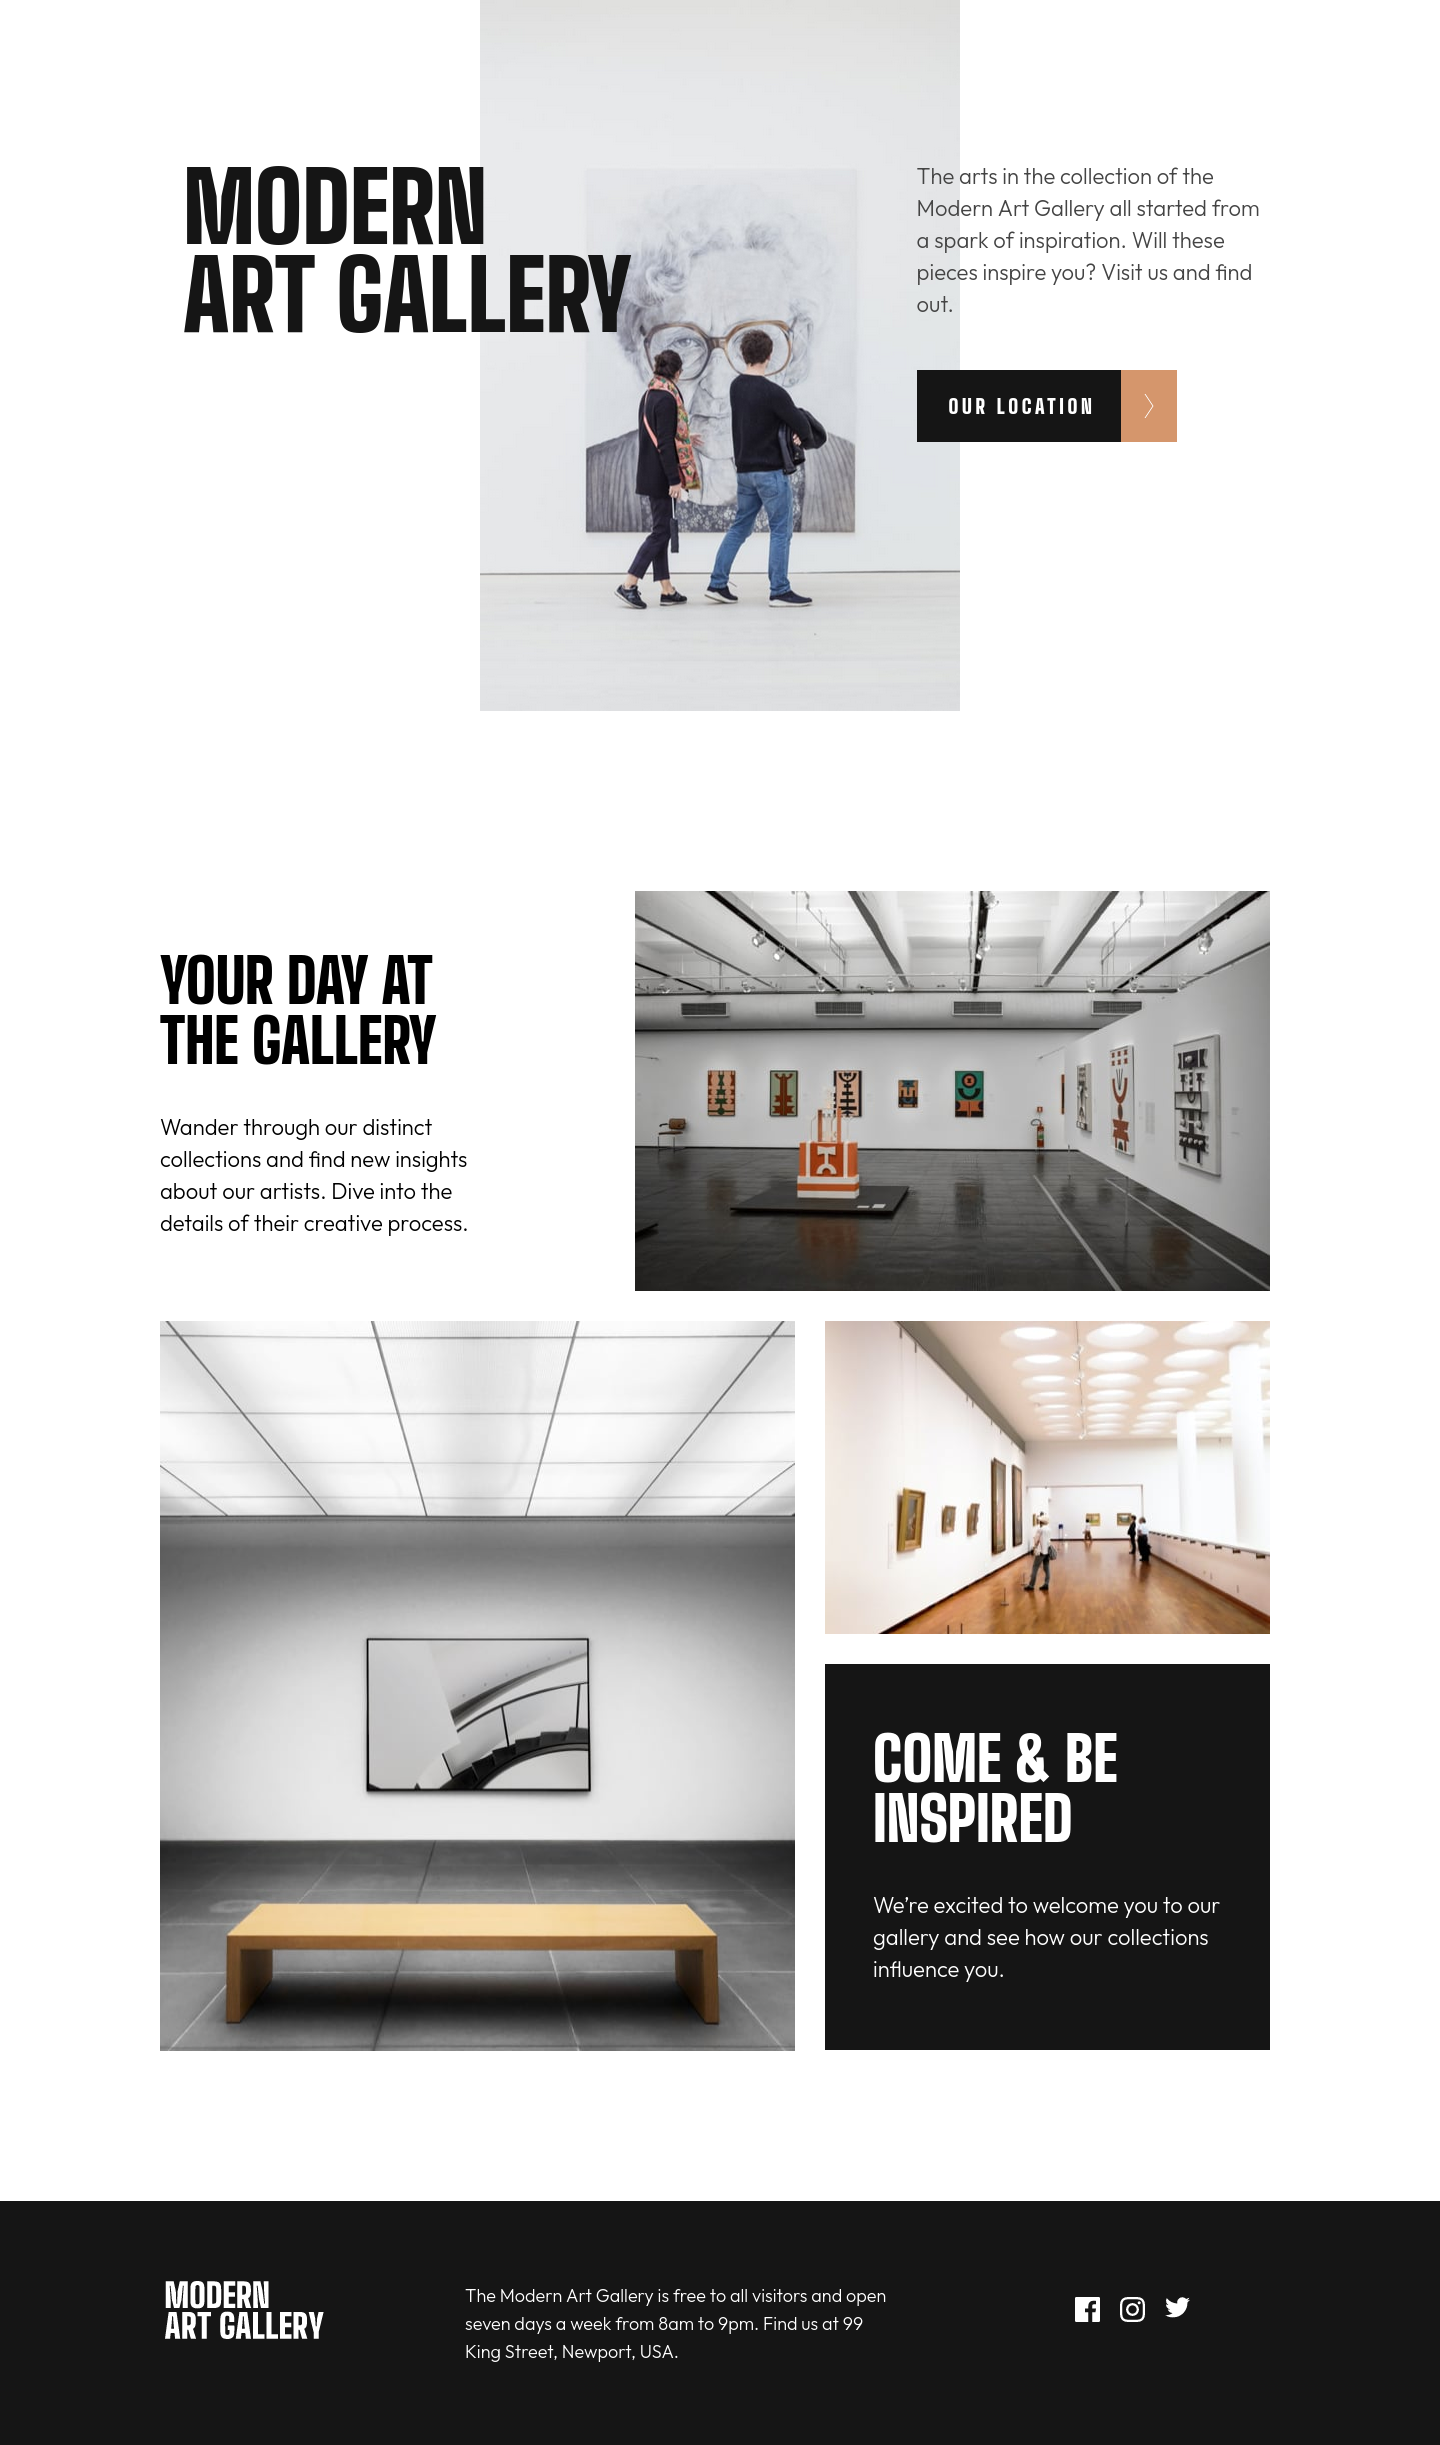 MODERN
ART GALLERY
The arts in the collection of the
Modern Art Gallery all started from
a spark of inspiration. Will these
pieces inspire you? Visit us and find
out.
OUR LOCATION
YOUR DAY AT
THE GALLERY
Wander through our distinct
collections and find new insights
about our artists. Dive into the
details of their creative process.
COME & BE
INSPIRED
We’re excited to welcome you to our
gallery and see how our collections
influence you.
MODERN
ART GALLERY
The Modern Art Gallery is free to all visitors and open
seven days a week from 8am to 9pm. Find us at 99
King Street, Newport, USA.